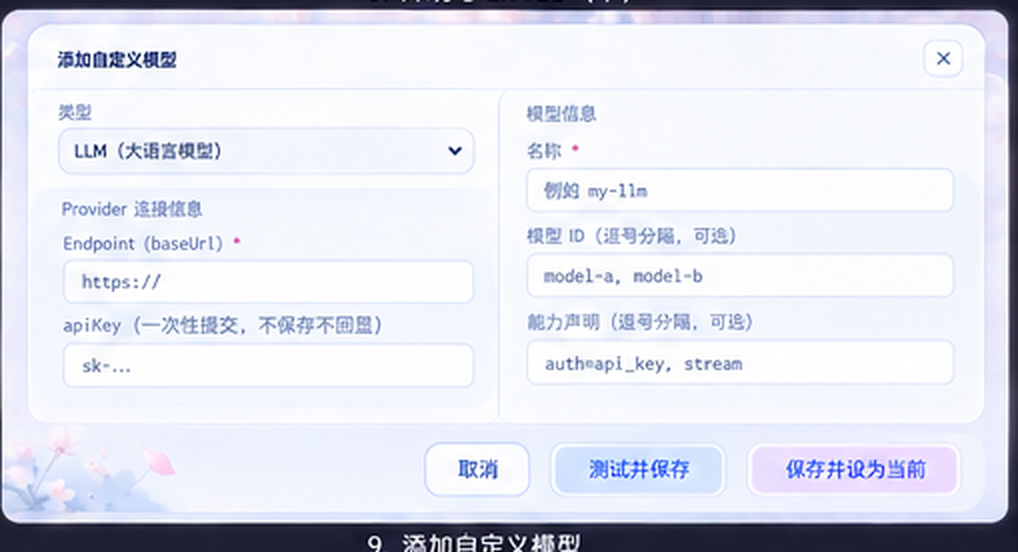 添加自定义模型
×
类型
LLM（大语言模型）
Provider 连接信息
Endpoint (baseUrl) *
https://
apiKey（一次性提交，不保存不回显）
sk-...
模型信息
名称 *
例如 my-llm
模型 ID（逗号分隔，可选）
model-a, model-b
能力声明（逗号分隔，可选）
auth=api_key, stream
取消
测试并保存
保存并设为当前
9. 添加自定义模型